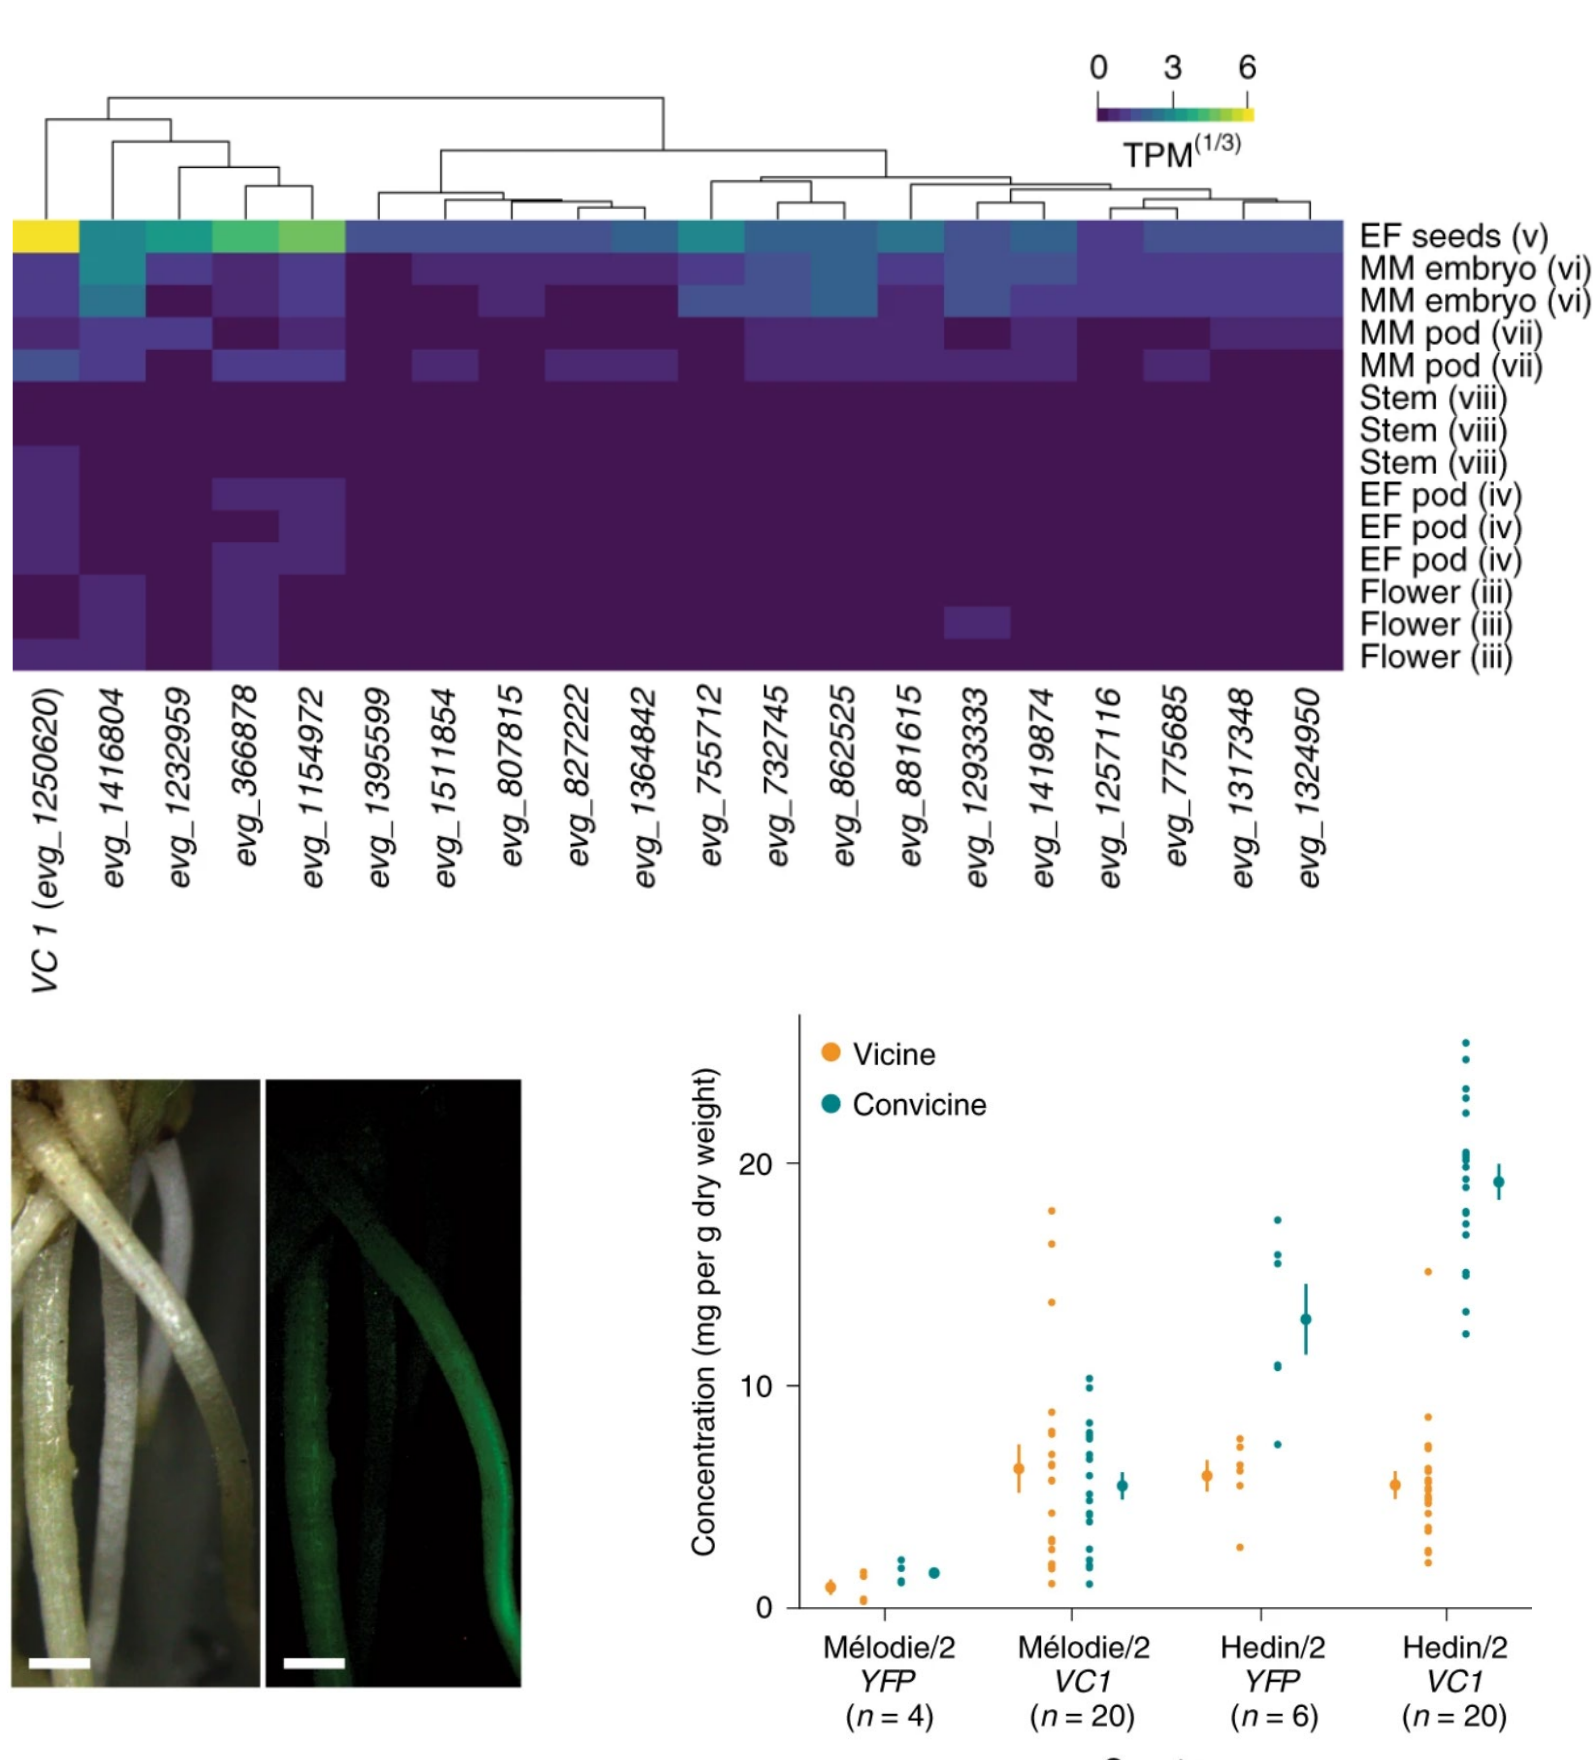 0 3 6
TPM(1/3)
EF seeds (v)
MM embryo (vi)
MM embryo (vi)
MM pod (vii)
MM pod (vii)
Stem (viii)
Stem (viii)
Stem (viii)
EF pod (iv)
EF pod (iv)
EF pod (iv)
Flower (iii)
Flower (iii)
Flower (iii)
VC 1 (evg_1250620)
evg_1416804
evg_1232959
evg_366878
evg_1154972
evg_1395599
evg_1511854
evg_807815
evg_827222
evg_1364842
evg_755712
evg_732745
evg_862525
evg_881615
evg_1293333
evg_1419874
evg_1257116
evg_775685
evg_1317348
evg_1324950
Concentration (mg per g dry weight)
Vicine
Convicine
20
10
0
Mélodie/2
YFP
(n = 4)
Mélodie/2
VC1
(n = 20)
Hedin/2
YFP
(n = 6)
Hedin/2
VC1
(n = 20)